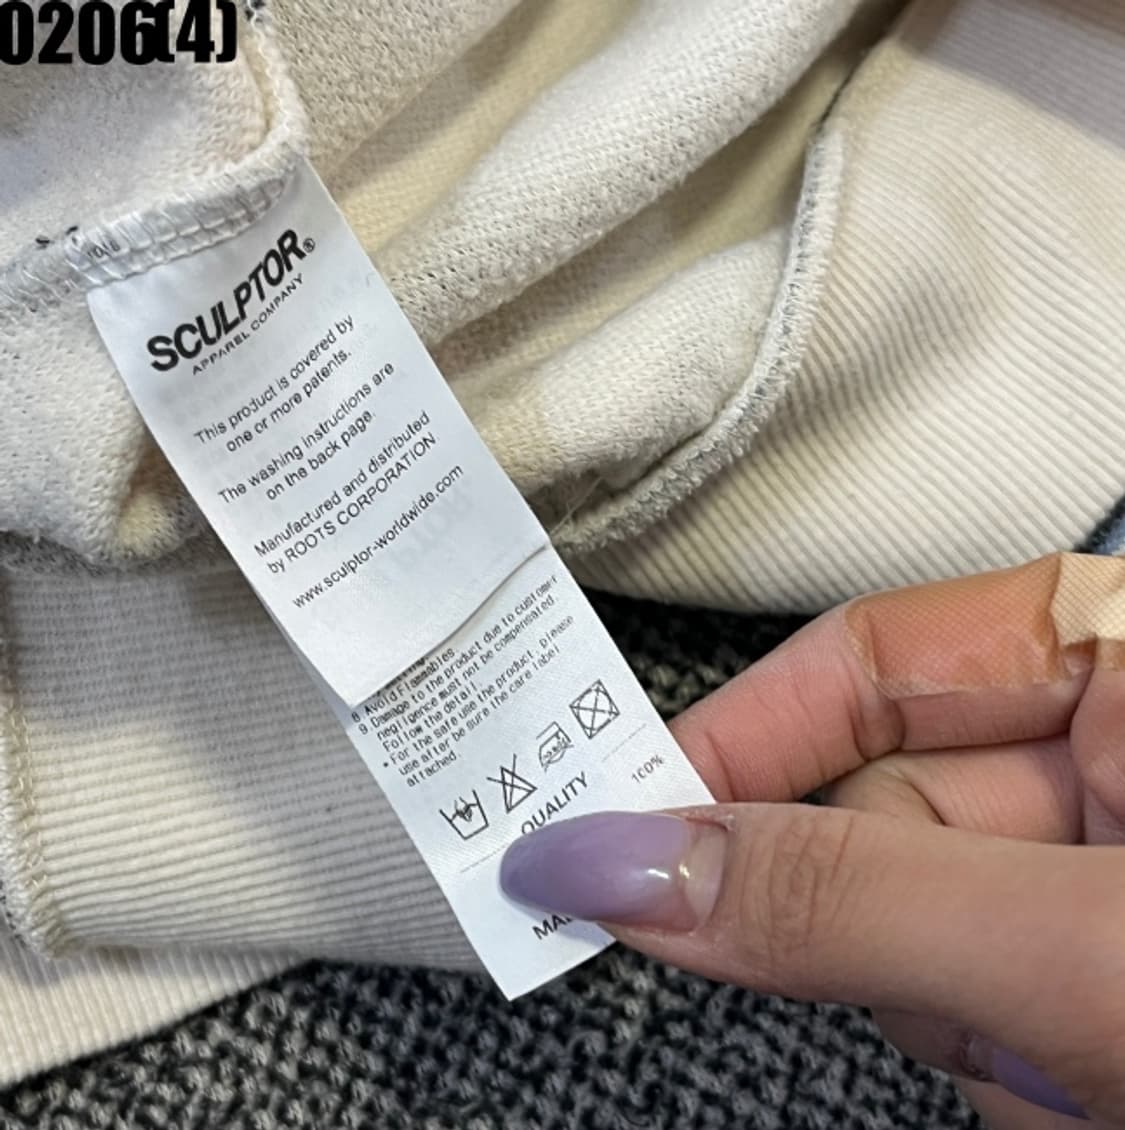 0206(4)
SCULPTOR®
APPAREL COMPANY
This product is covered by
one or more patents.
The washing instructions are
on the back page.
Manufactured and distributed
by ROOTS CORPORATION
www.sculptor-worldwide.com
8. Avoid Flammables
9. Damage to the product due to customer
negligence must not be compensated.
Follow the detail.
• For the safe use the product, please
use after be sure the care label
attached.
QUALITY
100%